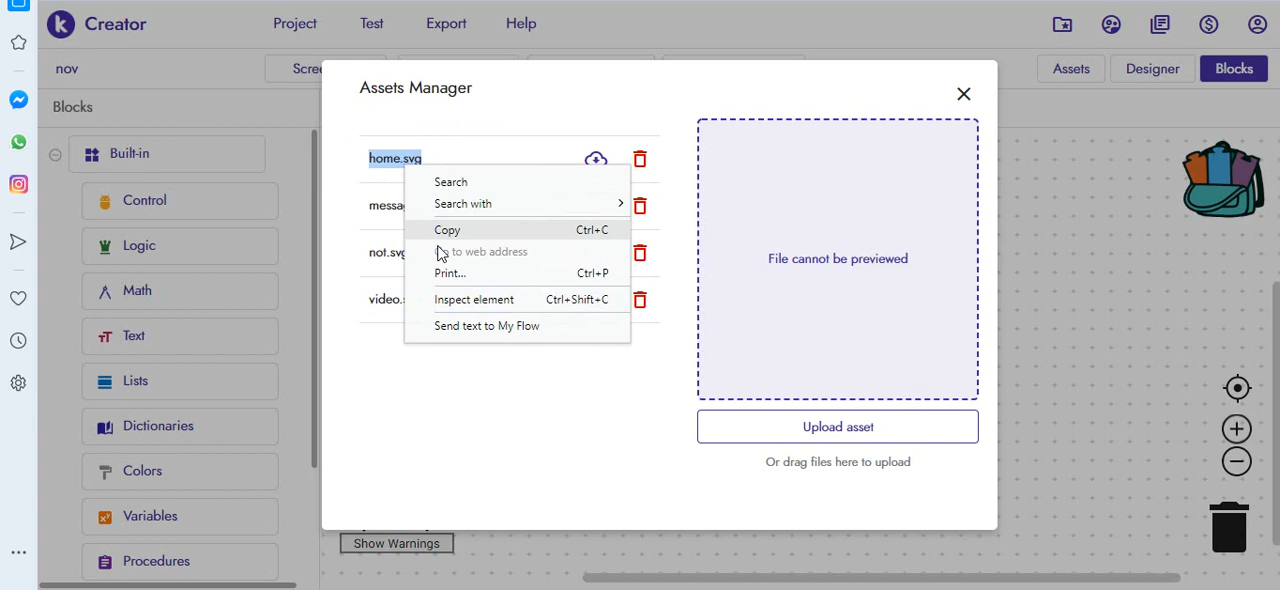 Creator
Project
Test
Export
Help
nov
Assets
Designer
Blocks
Blocks
Assets Manager
Built-in
Control
Logic
Math
Text
Lists
Dictionaries
Colors
Variables
Procedures
home.svg
not.svg
Search
Search with
Copy Ctrl+C
to web address
Print... Ctrl+P
Inspect element Ctrl+Shift+C
Send text to My Flow
File cannot be previewed
Upload asset
Or drag files here to upload
Show Warnings